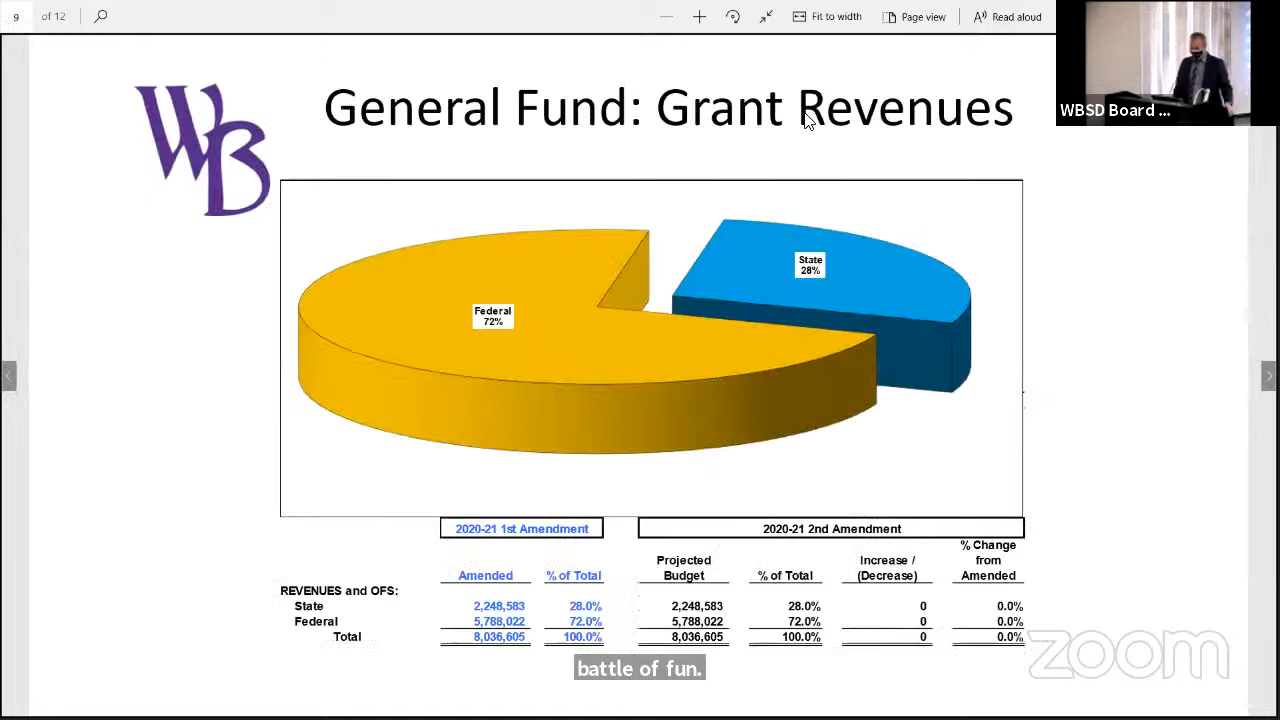 9 of 12
Fit to width
Page view
Read aloud
WBSD Board ...
WB
General Fund: Grant Revenues
State
28%
Federal
72%
2020-21 1st Amendment
2020-21 2nd Amendment
Amended
% of Total
Projected
Budget
% of Total
Increase /
(Decrease)
% Change
from
Amended
REVENUES and OFS:
State 2,248,583 28.0% 2,248,583 28.0% 0 0.0%
Federal 5,788,022 72.0% 5,788,022 72.0% 0 0.0%
Total 8,036,605 100.0% 8,036,605 100.0% 0 0.0%
battle of fun.
zoom